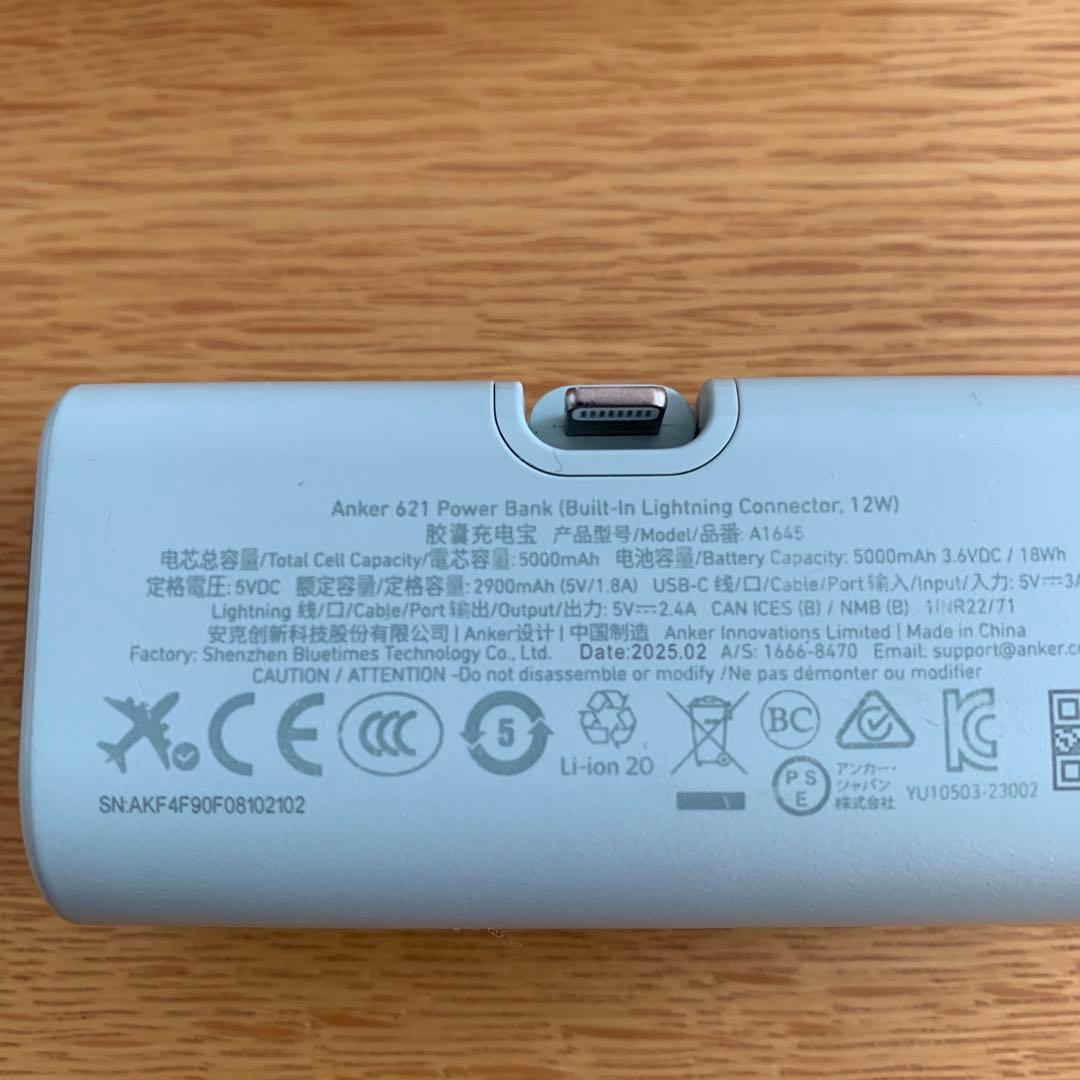 Anker 621 Power Bank (Built-In Lightning Connector, 12W)
胶囊充电宝 产品型号/Model/品番: A1645
电芯总容量/Total Cell Capacity/電芯容量: 5000mAh 电池容量/Battery Capacity: 5000mAh 3.6VDC / 18Wh
定格電圧: 5VDC 额定容量/定格容量: 2900mAh (5V/1.8A) USB-C 线/口/Cable/Port 输入/Input/入力: 5V⎓3A
Lightning 线/口/Cable/Port 输出/Output/出力: 5V⎓2.4A CAN ICES (B) / NMB (B) 1INR22/71
安克创新科技股份有限公司 | Anker设计 | 中国制造 Anker Innovations Limited | Made in China
Factory: Shenzhen Bluetimes Technology Co., Ltd. Date:2025.02 A/S: 1666-8470 Email: support@anker.co
CAUTION / ATTENTION -Do not disassemble or modify /Ne pas démonter ou modifier
CE CCC 5 Li-ion 20 BC KC
PSE アンカー・
ジャパン
株式会社
YU10503-23002
SN:AKF4F90F08102102